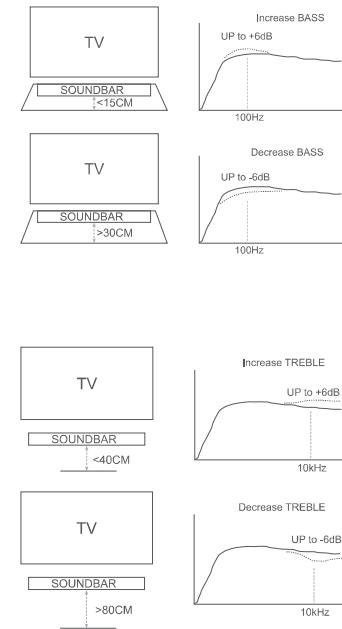 Increase BASS
TV
UP to +6dB
SOUNDBAR
<15CM
100Hz
Decrease BASS
TV
UP to -6dB
SOUNDBAR
>30CM
100Hz
Increase TREBLE
TV
UP to +6dB
SOUNDBAR
<40CM
10kHz
Decrease TREBLE
TV
UP to -6dB
SOUNDBAR
>80CM
10kHz